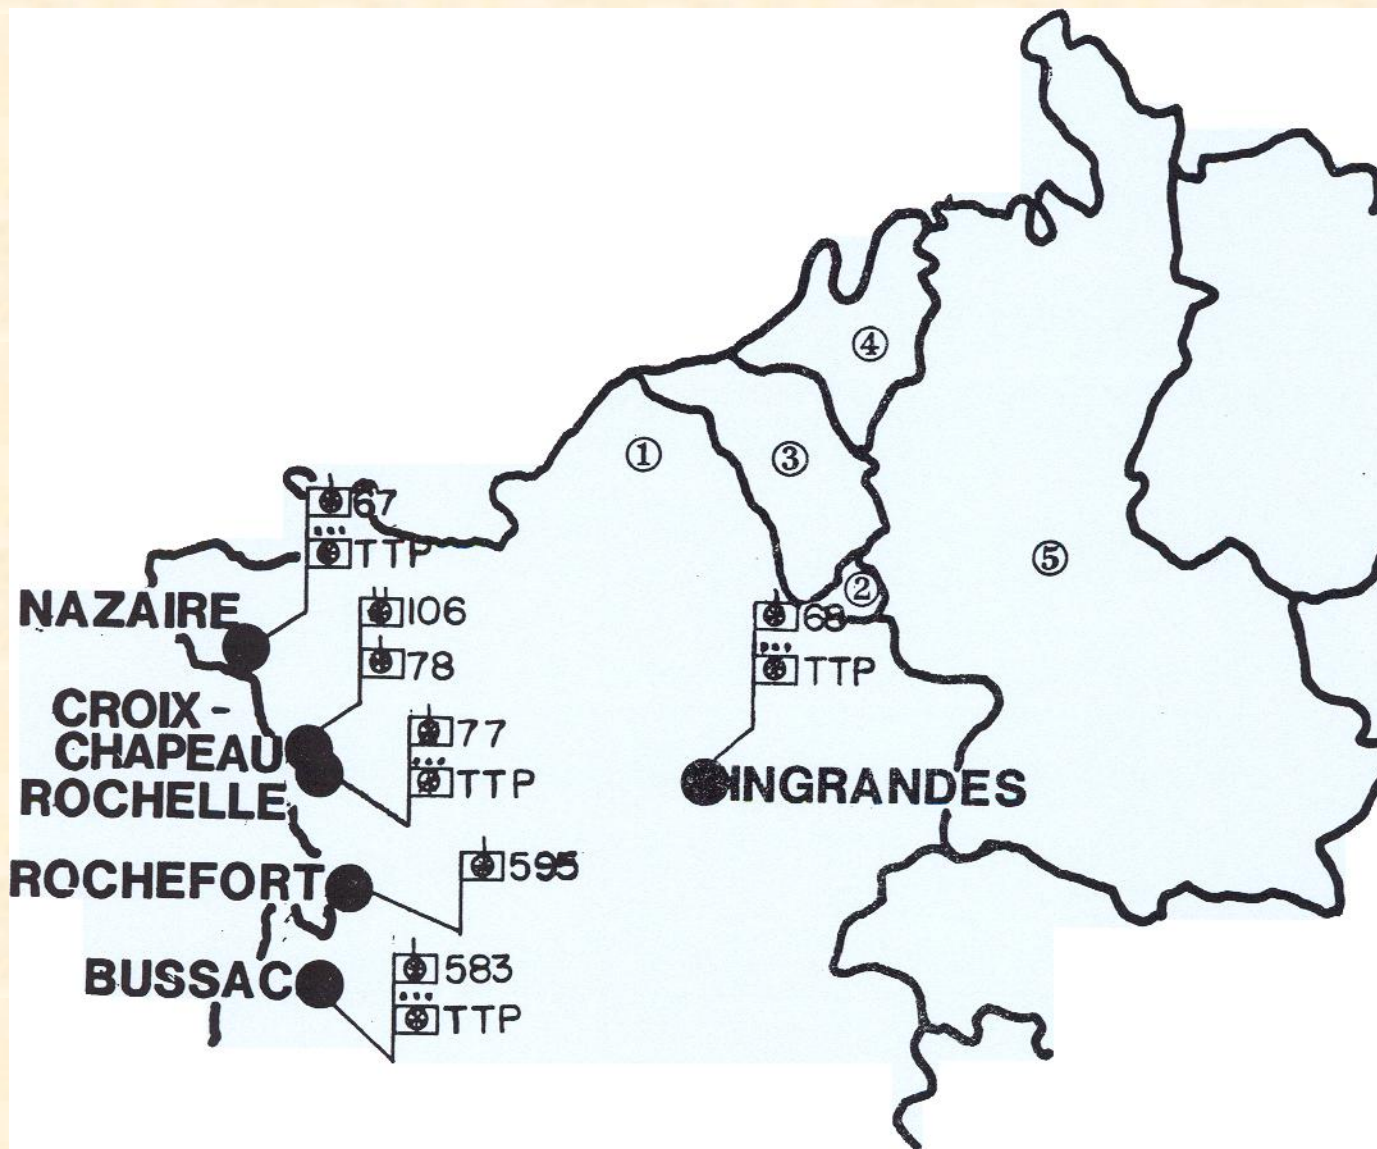 ④
①
③
67
TTP
⑤
②
NAZAIRE
106
68
78
TTP
CROIX-
CHAPEAU
77
ROCHELLE
TTP
INGRANDES
595
ROCHEFORT
583
BUSSAC
TTP